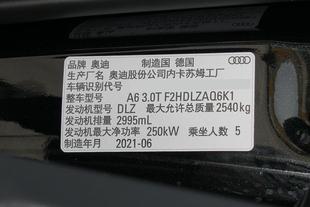 品牌 奥迪 制造国 德国
生产厂名 奥迪股份公司内卡苏姆工厂
车辆识别代号
整车型号 A6 3.0T F2HDLZAQ6K1
发动机型号 DLZ 最大允许总质量 2540kg
发动机排量 2995mL
发动机最大净功率 250kW 乘坐人数 5
制造年月 2021-06